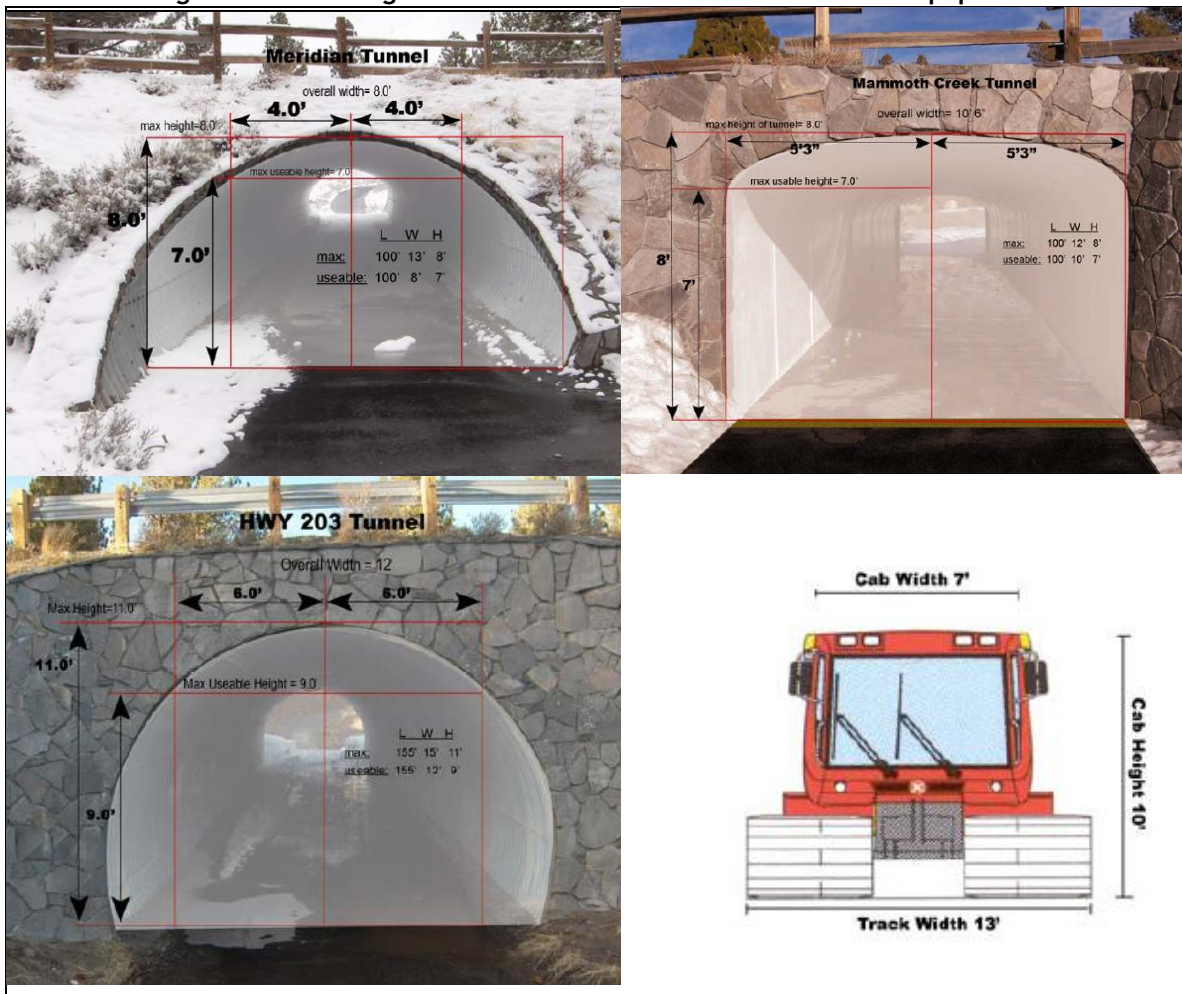 Meridian Tunnel
overall width= 8.0'
4.0' 4.0'
max height=8.0'
max useable height= 7.0'
8.0'
7.0'
L W H
max: 100' 13' 8'
useable: 100' 8' 7'
Mammoth Creek Tunnel
overall width= 10' 6"
max height of tunnel= 8.0'
5'3" 5'3"
max usable height= 7.0'
8'
7'
L W H
max: 100' 12' 8'
useable: 100' 10' 7'
HWY 203 Tunnel
Overall Width = 12'
6.0' 6.0'
Max Height=11.0'
11.0'
Max Useable Height = 9.0'
9.0'
L W H
max: 155' 15' 11'
useable: 155' 12' 9'
Cab Width 7'
Cab Height 10'
Track Width 13'